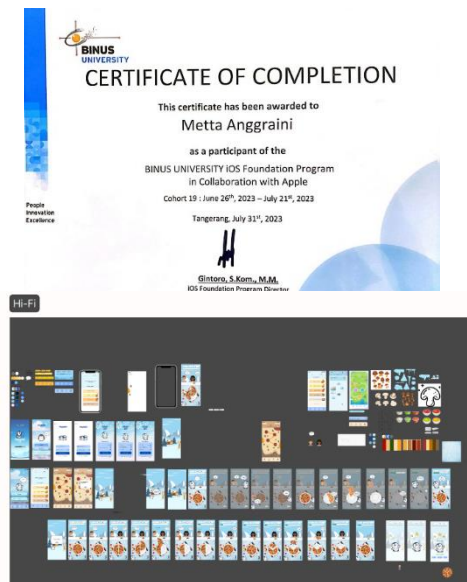 BINUS
UNIVERSITY
CERTIFICATE OF COMPLETION
This certificate has been awarded to
Metta Anggraini
as a participant of the
BINUS UNIVERSITY iOS Foundation Program
in Collaboration with Apple
Cohort 19 : June 26th, 2023 – July 21st, 2023
Tangerang, July 31st, 2023
People
Innovation
Excellence
Gintoro, S.Kom., M.M.
iOS Foundation Program Director
Hi-Fi